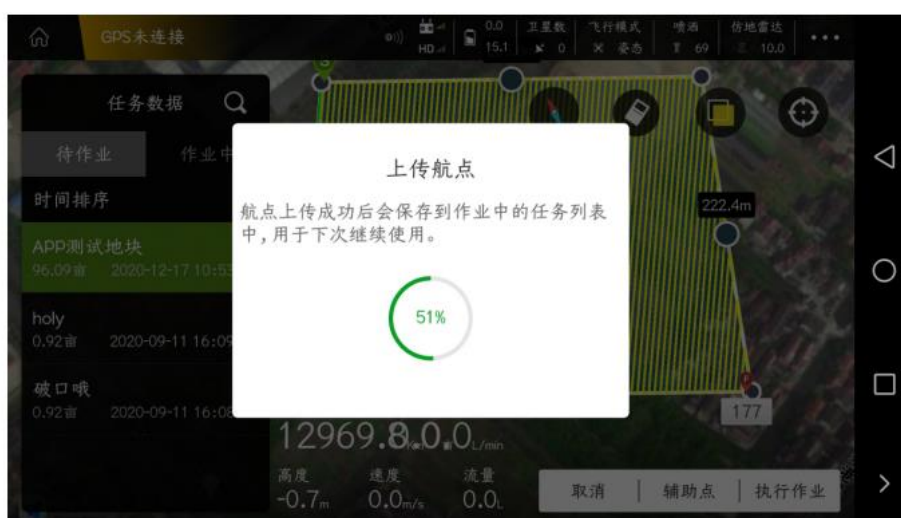 GPS未连接
HD
0.0
15.1
卫星数
0
飞行模式
姿态
喷洒
69
仿地雷达
10.0
任务数据
待作业
作业中
时间排序
APP测试地块
96.09亩 2020-12-17 10:53
holy
0.92亩 2020-09-11 16:09
破口哦
0.92亩 2020-09-11 16:08
上传航点
航点上传成功后会保存到作业中的任务列表
中,用于下次继续使用。
51%
222.4m
177
12969.8
0.0L/min
高度
-0.7m
速度
0.0m/s
流量
0.0L
取消
辅助点
执行作业